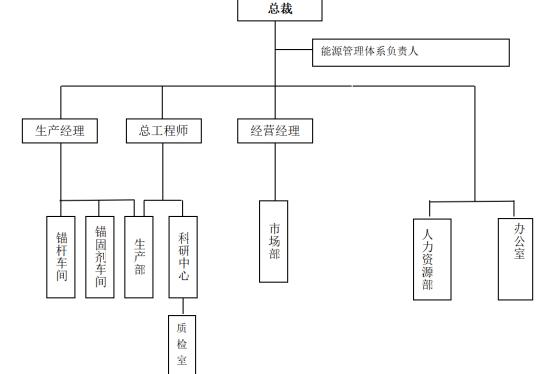 总裁
能源管理体系负责人
生产经理
总工程师
经营经理
锚杆车间
锚固剂车间
生产部
科研中心
市场部
人力资源部
办公室
质检室